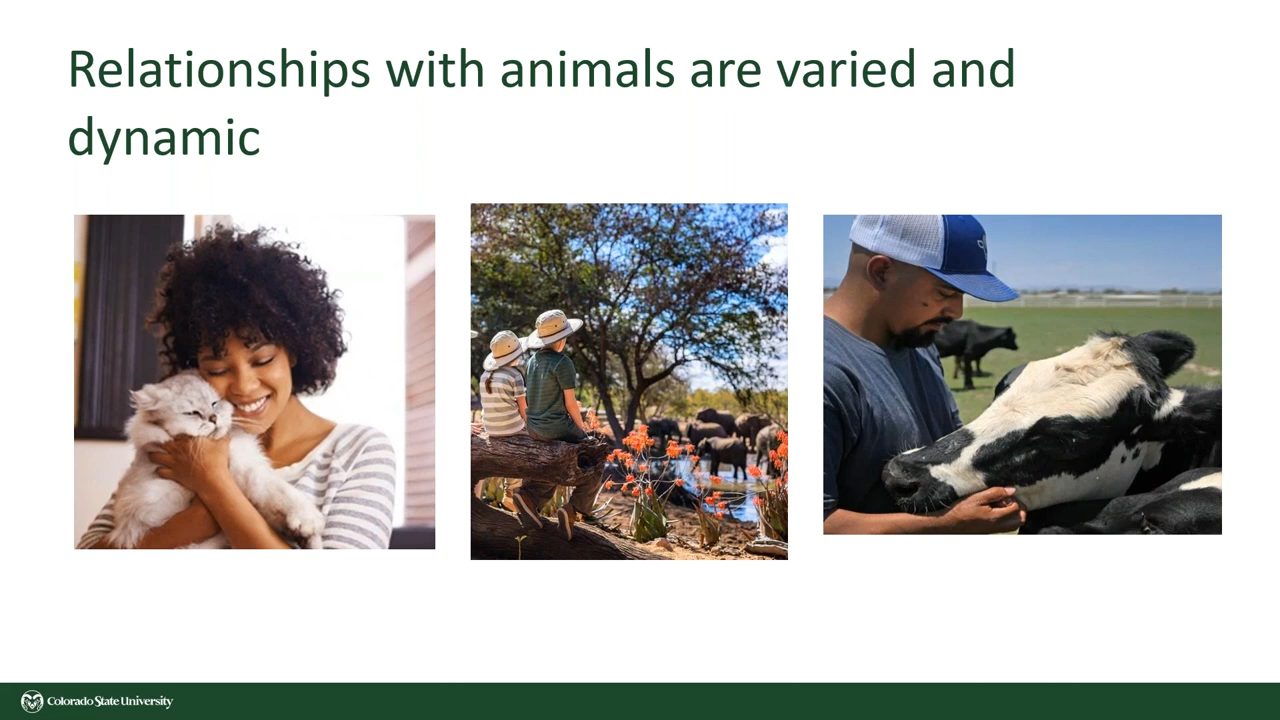 Relationships with animals are varied and
dynamic
Colorado State University